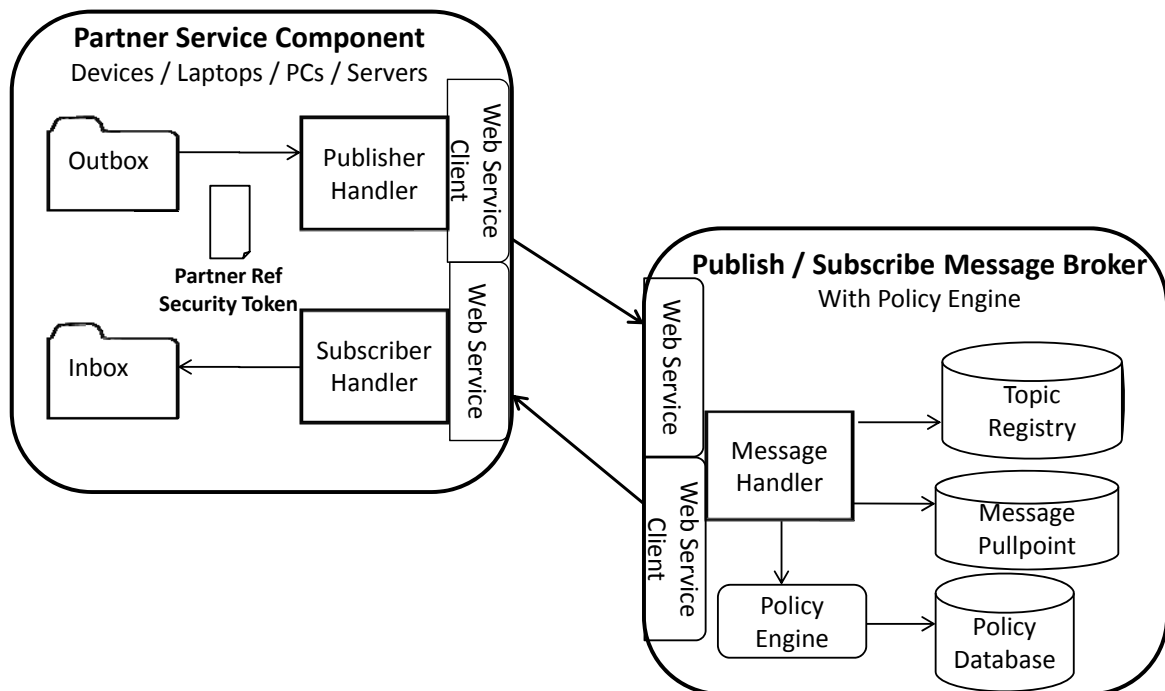 Partner Service Component
Devices / Laptops / PCs / Servers
Outbox
Publisher
Handler
Web Service
Client
Partner Ref
Security Token
Inbox
Subscriber
Handler
Web Service
Publish / Subscribe Message Broker
With Policy Engine
Web Service
Message
Handler
Web Service
Client
Topic
Registry
Message
Pullpoint
Policy
Engine
Policy
Database